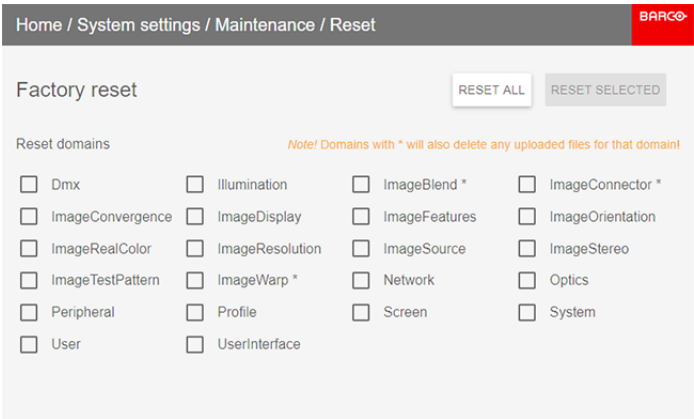 Home / System settings / Maintenance / Reset
BARCO
Factory reset
RESET ALL
RESET SELECTED
Reset domains
Note! Domains with * will also delete any uploaded files for that domain!
Dmx Illumination ImageBlend * ImageConnector *
ImageConvergence ImageDisplay ImageFeatures ImageOrientation
ImageRealColor ImageResolution ImageSource ImageStereo
ImageTestPattern ImageWarp * Network Optics
Peripheral Profile Screen System
User UserInterface